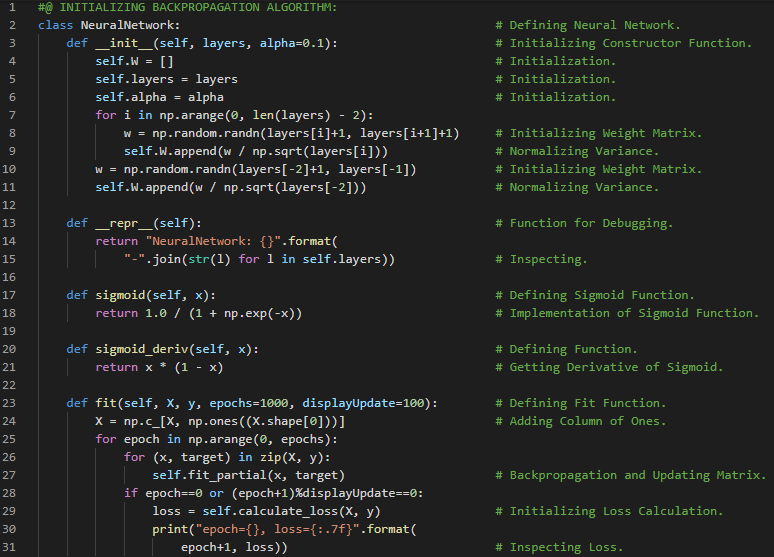 1 #@ INITIALIZING BACKPROPAGATION ALGORITHM:
2 class NeuralNetwork: # Defining Neural Network.
3 def __init__(self, layers, alpha=0.1): # Initializing Constructor Function.
4 self.W = [] # Initialization.
5 self.layers = layers # Initialization.
6 self.alpha = alpha # Initialization.
7 for i in np.arange(0, len(layers) - 2):
8 w = np.random.randn(layers[i]+1, layers[i+1]+1) # Initializing Weight Matrix.
9 self.W.append(w / np.sqrt(layers[i])) # Normalizing Variance.
10 w = np.random.randn(layers[-2]+1, layers[-1]) # Initializing Weight Matrix.
11 self.W.append(w / np.sqrt(layers[-2])) # Normalizing Variance.
12
13 def __repr__(self): # Function for Debugging.
14 return "NeuralNetwork: {}".format(
15 "-".join(str(l) for l in self.layers)) # Inspecting.
16
17 def sigmoid(self, x): # Defining Sigmoid Function.
18 return 1.0 / (1 + np.exp(-x)) # Implementation of Sigmoid Function.
19
20 def sigmoid_deriv(self, x): # Defining Function.
21 return x * (1 - x) # Getting Derivative of Sigmoid.
22
23 def fit(self, X, y, epochs=1000, displayUpdate=100): # Defining Fit Function.
24 X = np.c_[X, np.ones((X.shape[0]))] # Adding Column of Ones.
25 for epoch in np.arange(0, epochs):
26 for (x, target) in zip(X, y):
27 self.fit_partial(x, target) # Backpropagation and Updating Matrix.
28 if epoch==0 or (epoch+1)%displayUpdate==0:
29 loss = self.calculate_loss(X, y) # Initializing Loss Calculation.
30 print("epoch={}, loss={:.7f}".format(
31 epoch+1, loss)) # Inspecting Loss.